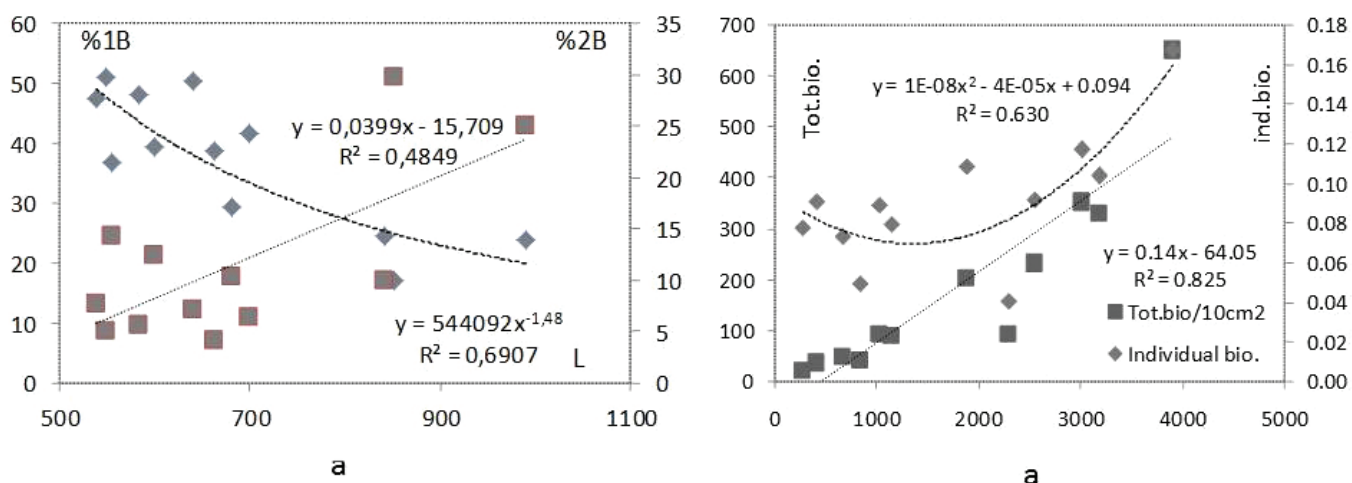 60
50
40
30
20
10
0
35
30
25
20
15
10
5
0
%1B
%2B
y = 0,0399x - 15,709
R² = 0,4849
y = 544092x⁻¹,⁴⁸
R² = 0,6907
L
500
700
900
1100
a
700
600
500
400
300
200
100
0
0.18
0.16
0.14
0.12
0.10
0.08
0.06
0.04
0.02
0.00
Tot.bio.
ind.bio.
y = 1E-08x² - 4E-05x + 0.094
R² = 0.630
y = 0.14x - 64.05
R² = 0.825
Tot.bio/10cm2
Individual bio.
0
1000
2000
3000
4000
5000
a